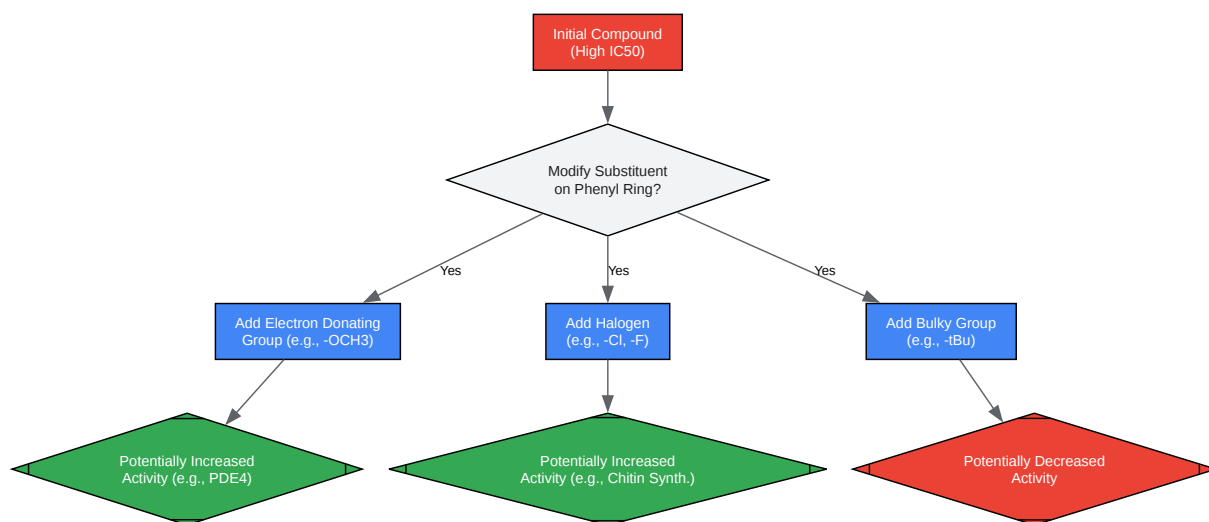 Initial Compound
(High IC50)
Modify Substituent
on Phenyl Ring?
Yes
Yes
Yes
Add Electron Donating
Group (e.g., -OCH3)
Add Halogen
(e.g., -Cl, -F)
Add Bulky Group
(e.g., -tBu)
Potentially Increased
Activity (e.g., PDE4)
Potentially Increased
Activity (e.g., Chitin Synth.)
Potentially Decreased
Activity